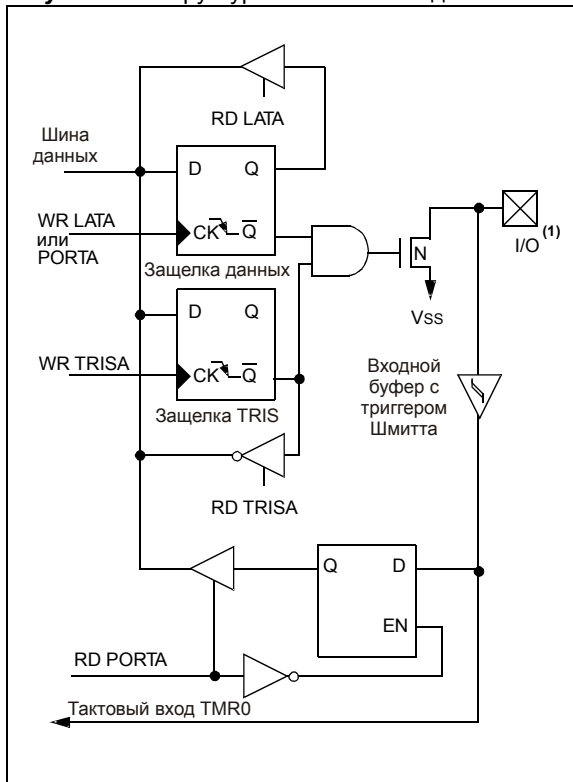 RD LATA
Шина
данных
D Q
WR LATA
или
PORTA
CK Q
Защелка данных
N
I/O (1)
Vss
D Q
WR TRISA
CK Q
Защелка TRIS
Входной
буфер с
триггером
Шмитта
RD TRISA
Q D
EN
RD PORTA
Тактовый вход TMR0